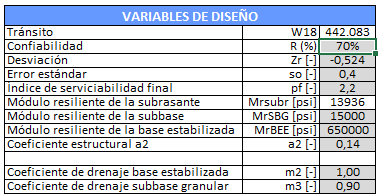 VARIABLES DE DISEÑO
Tránsito W18 442.083
Confiabilidad R (%) 70%
Desviación Zr [-] -0,524
Error estándar so [-] 0,4
Índice de serviciabilidad final pf [-] 2,2
Módulo resiliente de la subrasante Mrsubr [psi] 13936
Módulo resiliente de la subbase MrSBG [psi] 15000
Módulo resiliente de la base estabilizada MrBEE [psi] 650000
Coeficiente estructural a2 a2 [-] 0,14
Coeficiente de drenaje base estabilizada m2 [-] 1,00
Coeficiente de drenaje subbase granular m3 [-] 0,90